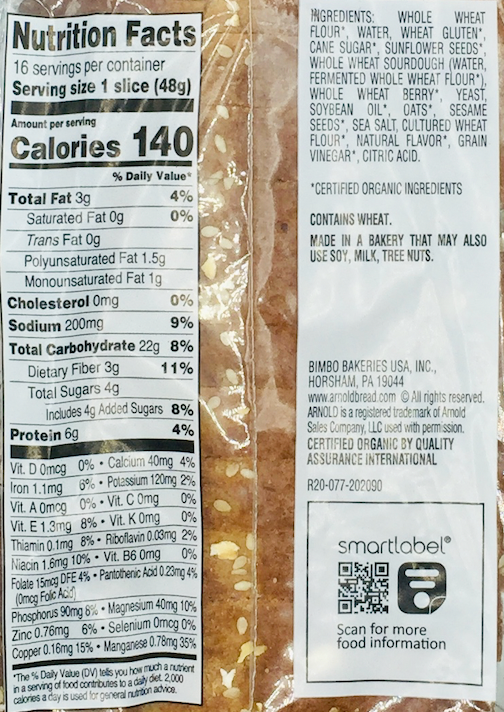 Nutrition Facts
16 servings per container
Serving size 1 slice (48g)
Amount per serving
Calories 140
% Daily Value*
Total Fat 3g 4%
Saturated Fat 0g 0%
Trans Fat 0g
Polyunsaturated Fat 1.5g
Monounsaturated Fat 1g
Cholesterol 0mg 0%
Sodium 200mg 9%
Total Carbohydrate 22g 8%
Dietary Fiber 3g 11%
Total Sugars 4g
Includes 4g Added Sugars 8%
Protein 6g 4%
Vit. D 0mcg 0% • Calcium 40mg 4%
Iron 1.1mg 6% • Potassium 120mg 2%
Vit. A 0mcg 0% • Vit. C 0mg 0%
Vit. E 1.3mg 8% • Vit. K 0mg 0%
Thiamin 0.1mg 8% • Riboflavin 0.03mg 2%
Niacin 1.6mg 10% • Vit. B6 0mg 0%
Folate 15mcg DFE 4% • Pantothenic Acid 0.23mg 4%
(0mcg Folic Acid)
Phosphorus 90mg 8% • Magnesium 40mg 10%
Zinc 0.76mg 6% • Selenium 0mcg 0%
Copper 0.16mg 15% • Manganese 0.78mg 35%
*The % Daily Value (DV) tells you how much a nutrient
in a serving of food contributes to a daily diet. 2,000
calories a day is used for general nutrition advice.
INGREDIENTS: WHOLE WHEAT
FLOUR*, WATER, WHEAT GLUTEN*,
CANE SUGAR*, SUNFLOWER SEEDS*,
WHOLE WHEAT SOURDOUGH (WATER,
FERMENTED WHOLE WHEAT FLOUR*),
WHOLE WHEAT BERRY*, YEAST,
SOYBEAN OIL*, OATS*, SESAME
SEEDS*, SEA SALT, CULTURED WHEAT
FLOUR*, NATURAL FLAVOR*, GRAIN
VINEGAR*, CITRIC ACID.
*CERTIFIED ORGANIC INGREDIENTS
CONTAINS WHEAT.
MADE IN A BAKERY THAT MAY ALSO
USE SOY, MILK, TREE NUTS.
BIMBO BAKERIES USA, INC.,
HORSHAM, PA 19044
www.arnoldbread.com © All rights reserved.
ARNOLD is a registered trademark of Arnold
Sales Company, LLC used with permission.
CERTIFIED ORGANIC BY QUALITY
ASSURANCE INTERNATIONAL
R20-077-202090
smartlabel®
Scan for more
food information